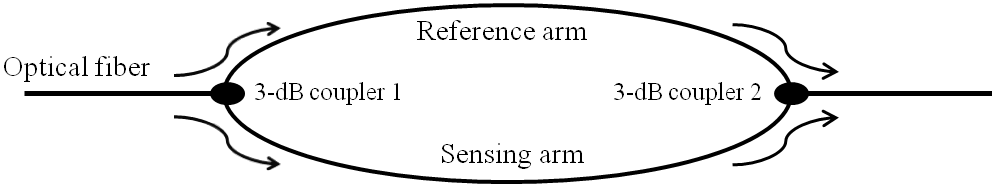 Reference arm
Optical fiber
3-dB coupler 1
3-dB coupler 2
Sensing arm